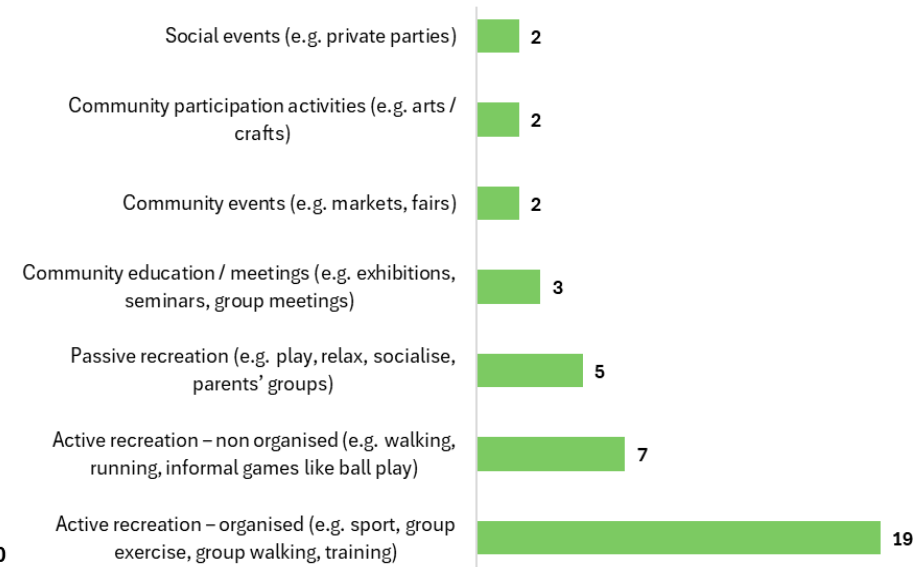 Social events (e.g. private parties)
2
Community participation activities (e.g. arts /
crafts)
2
Community events (e.g. markets, fairs)
2
Community education / meetings (e.g. exhibitions,
seminars, group meetings)
3
Passive recreation (e.g. play, relax, socialise,
parents’ groups)
5
Active recreation – non organised (e.g. walking,
running, informal games like ball play)
7
Active recreation – organised (e.g. sport, group
exercise, group walking, training)
19